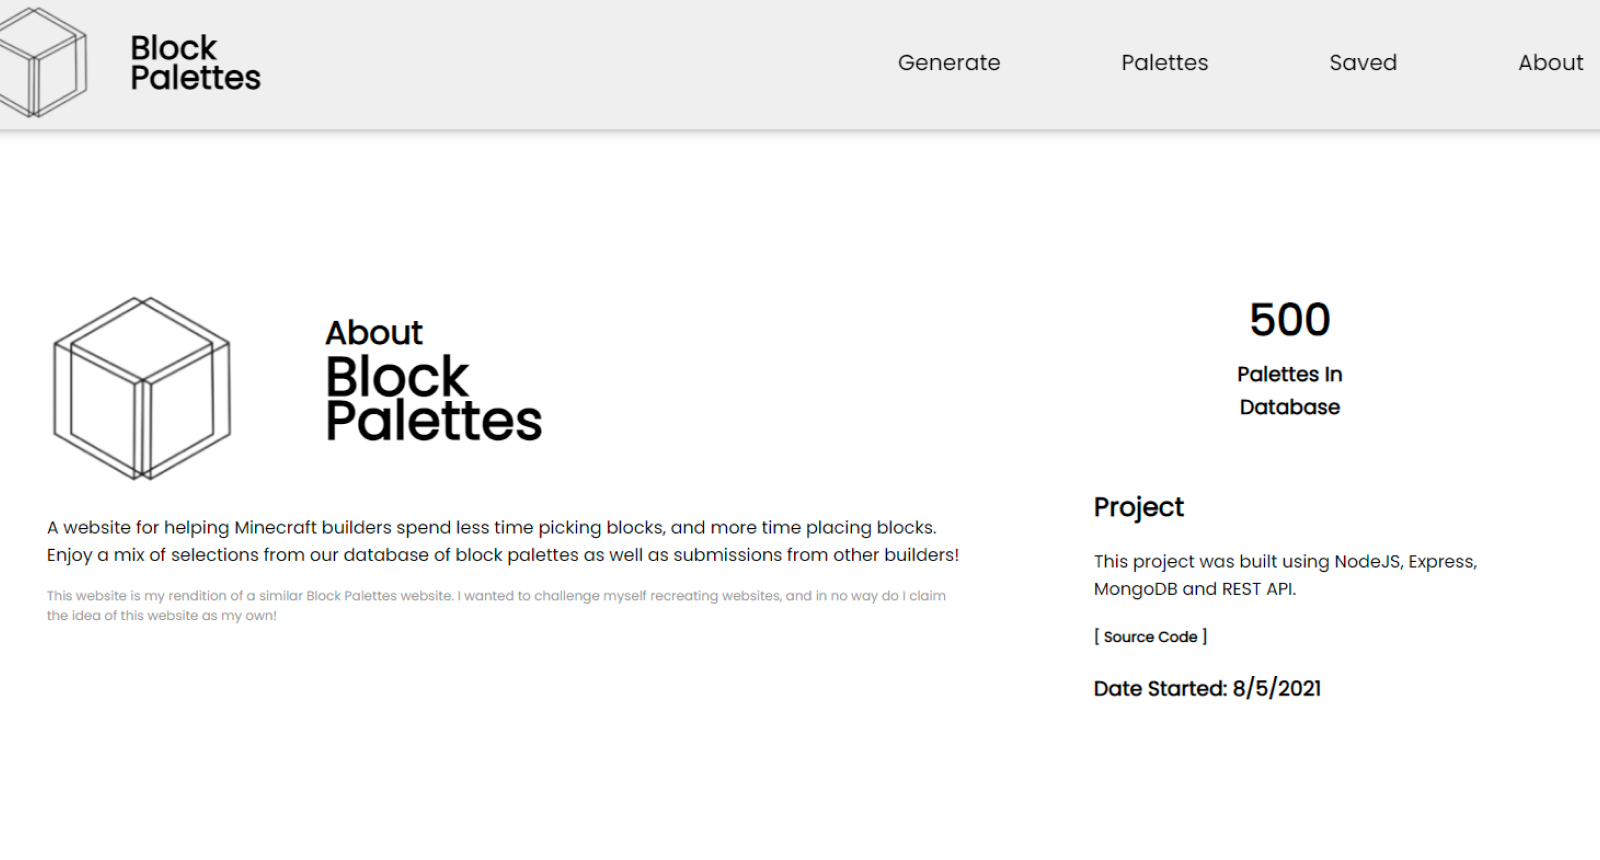 Block
Palettes
Generate
Palettes
Saved
About
About
Block
Palettes
A website for helping Minecraft builders spend less time picking blocks, and more time placing blocks.
Enjoy a mix of selections from our database of block palettes as well as submissions from other builders!
This website is my rendition of a similar Block Palettes website. I wanted to challenge myself recreating websites, and in no way do I claim
the idea of this website as my own!
500
Palettes In
Database
Project
This project was built using NodeJS, Express,
MongoDB and REST API.
[ Source Code ]
Date Started: 8/5/2021